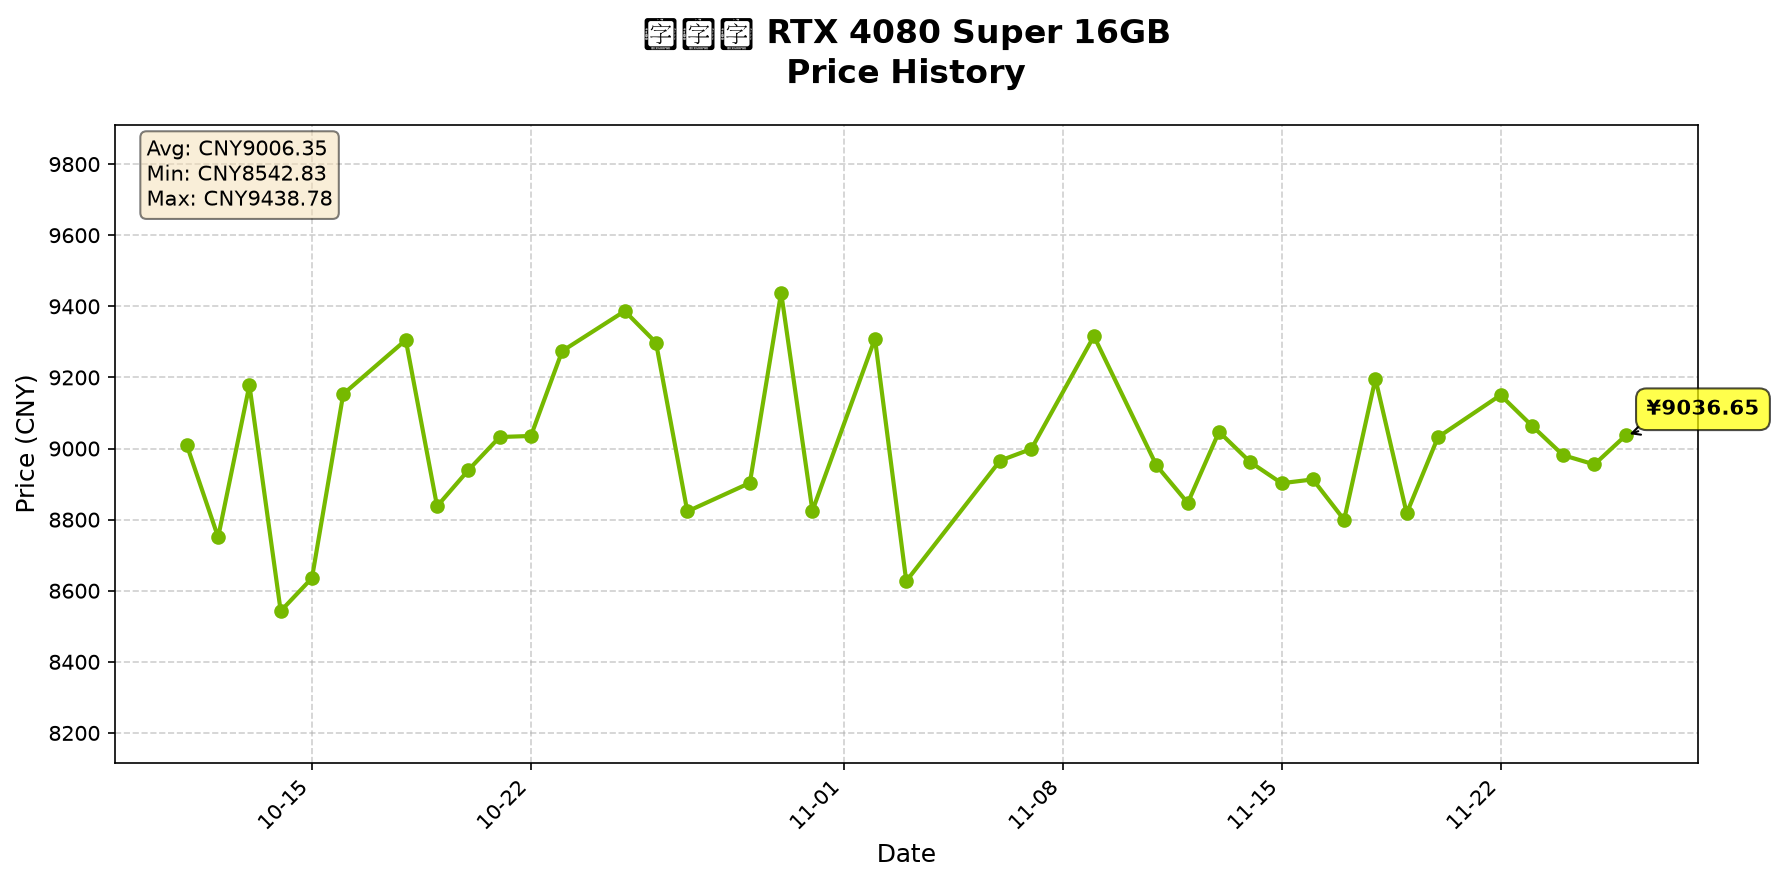 RTX 4080 Super 16GB
Price History
Avg: CNY9006.35
Min: CNY8542.83
Max: CNY9438.78
9800
9600
9400
9200
9000
8800
8600
8400
8200
Price (CNY)
¥9036.65
10-15
10-22
11-01
11-08
11-15
11-22
Date